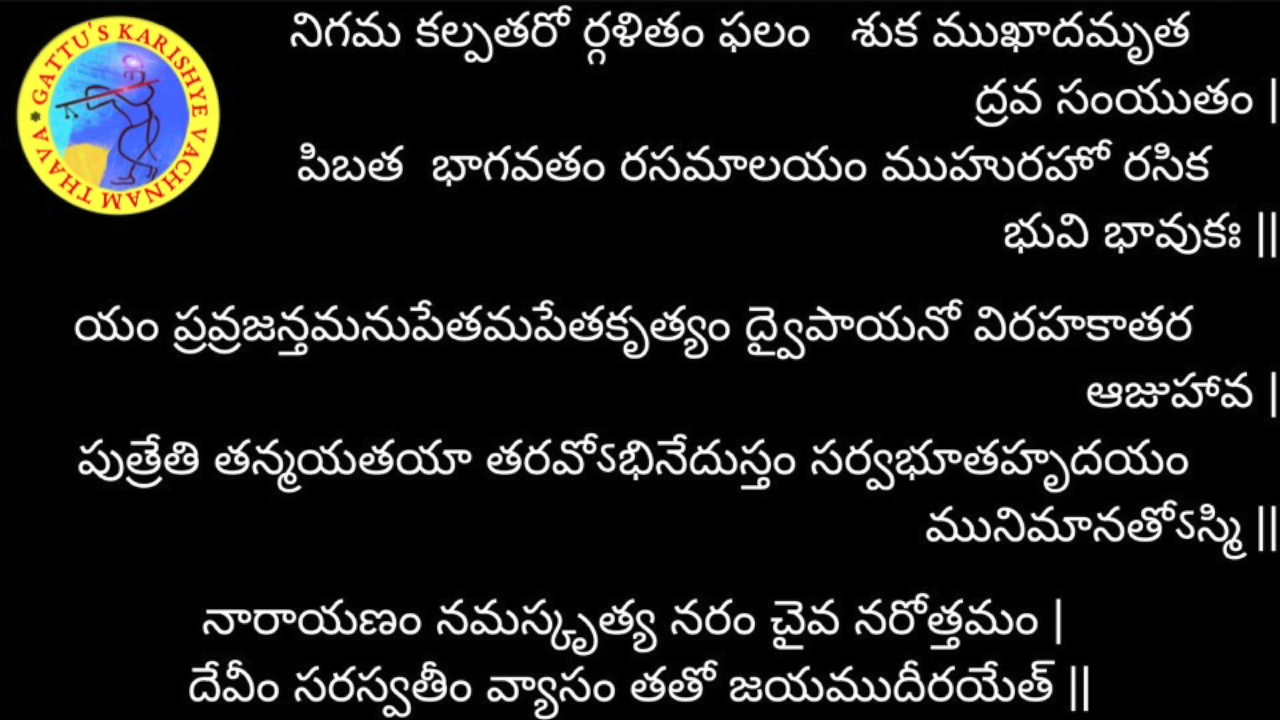 GATTU'S KARISHYE VACHNAM THAVA *
నిగమ కల్పతరో ర్గళితం ఫలం శుక ముఖాదమృత
ద్రవ సంయుతం |
పిబత భాగవతం రసమాలయం ముహురహో రసిక
భువి భావుకః ||
యం ప్రవ్రజన్తమనుపేతమపేతకృత్యం ద్వైపాయనో విరహకాతర
ఆజుహావ |
పుత్రేతి తన్మయతయా తరవోఽభినేదుస్తం సర్వభూతహృదయం
మునిమానతోఽస్మి ||
నారాయణం నమస్కృత్య నరం చైవ నరోత్తమం |
దేవీం సరస్వతీం వ్యాసం తతో జయముదీరయేత్ ||